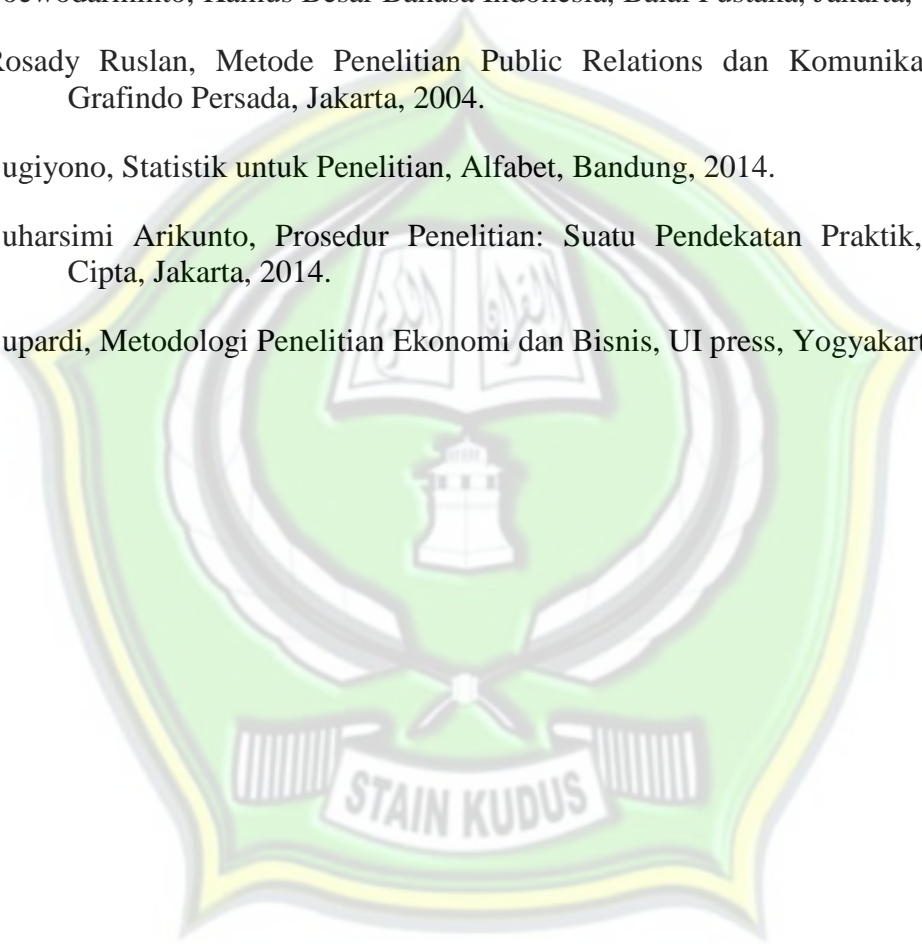 oewodarminto, Kamus Besar Bahasa Indonesia, Balai Pustaka, Jakarta,
Rosady Ruslan, Metode Penelitian Public Relations dan Komunika
Grafindo Persada, Jakarta, 2004.
ugiyono, Statistik untuk Penelitian, Alfabet, Bandung, 2014.
uharsimi Arikunto, Prosedur Penelitian: Suatu Pendekatan Praktik,
Cipta, Jakarta, 2014.
upardi, Metodologi Penelitian Ekonomi dan Bisnis, UI press, Yogyakart
STAIN KUDUS